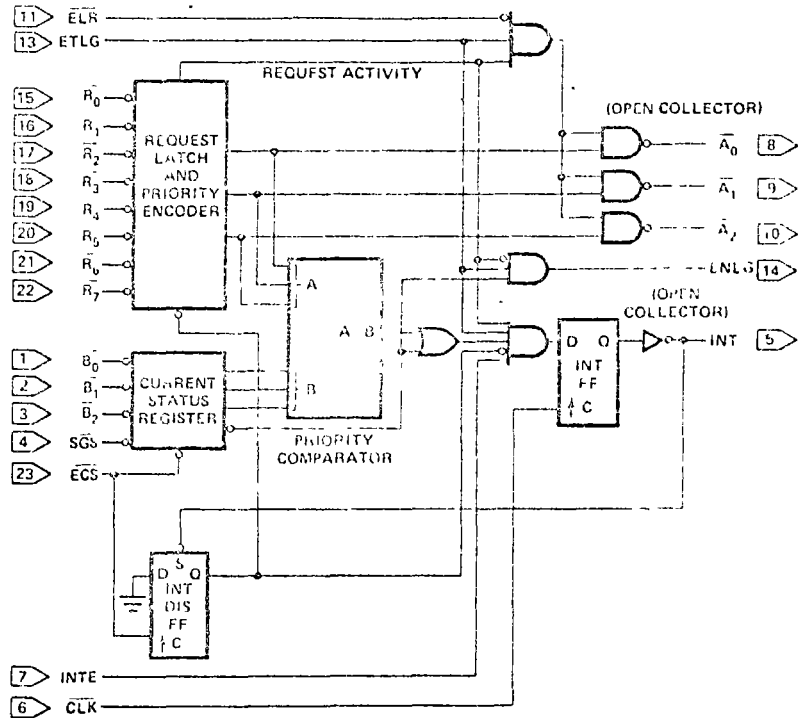 11 ELR
13 ETLG
REQUEST ACTIVITY
15 R0
16 R1
17 R2
18 R3
19 R4
20 R5
21 R6
22 R7
REQUEST
LATCH
AND
PRIORITY
ENCODER
(OPEN COLLECTOR)
A0 8
A1 9
A2 10
ENLG 14
(OPEN
COLLECTOR)
INT 5
A
A B
B
PRIORITY
COMPARATOR
D Q
INT
FF
C
1 B0
2 B1
3 B2
4 SGS
23 ECS
CURRENT
STATUS
REGISTER
S
D Q
INT
DIS
FF
C
7 INTE
6 CLK